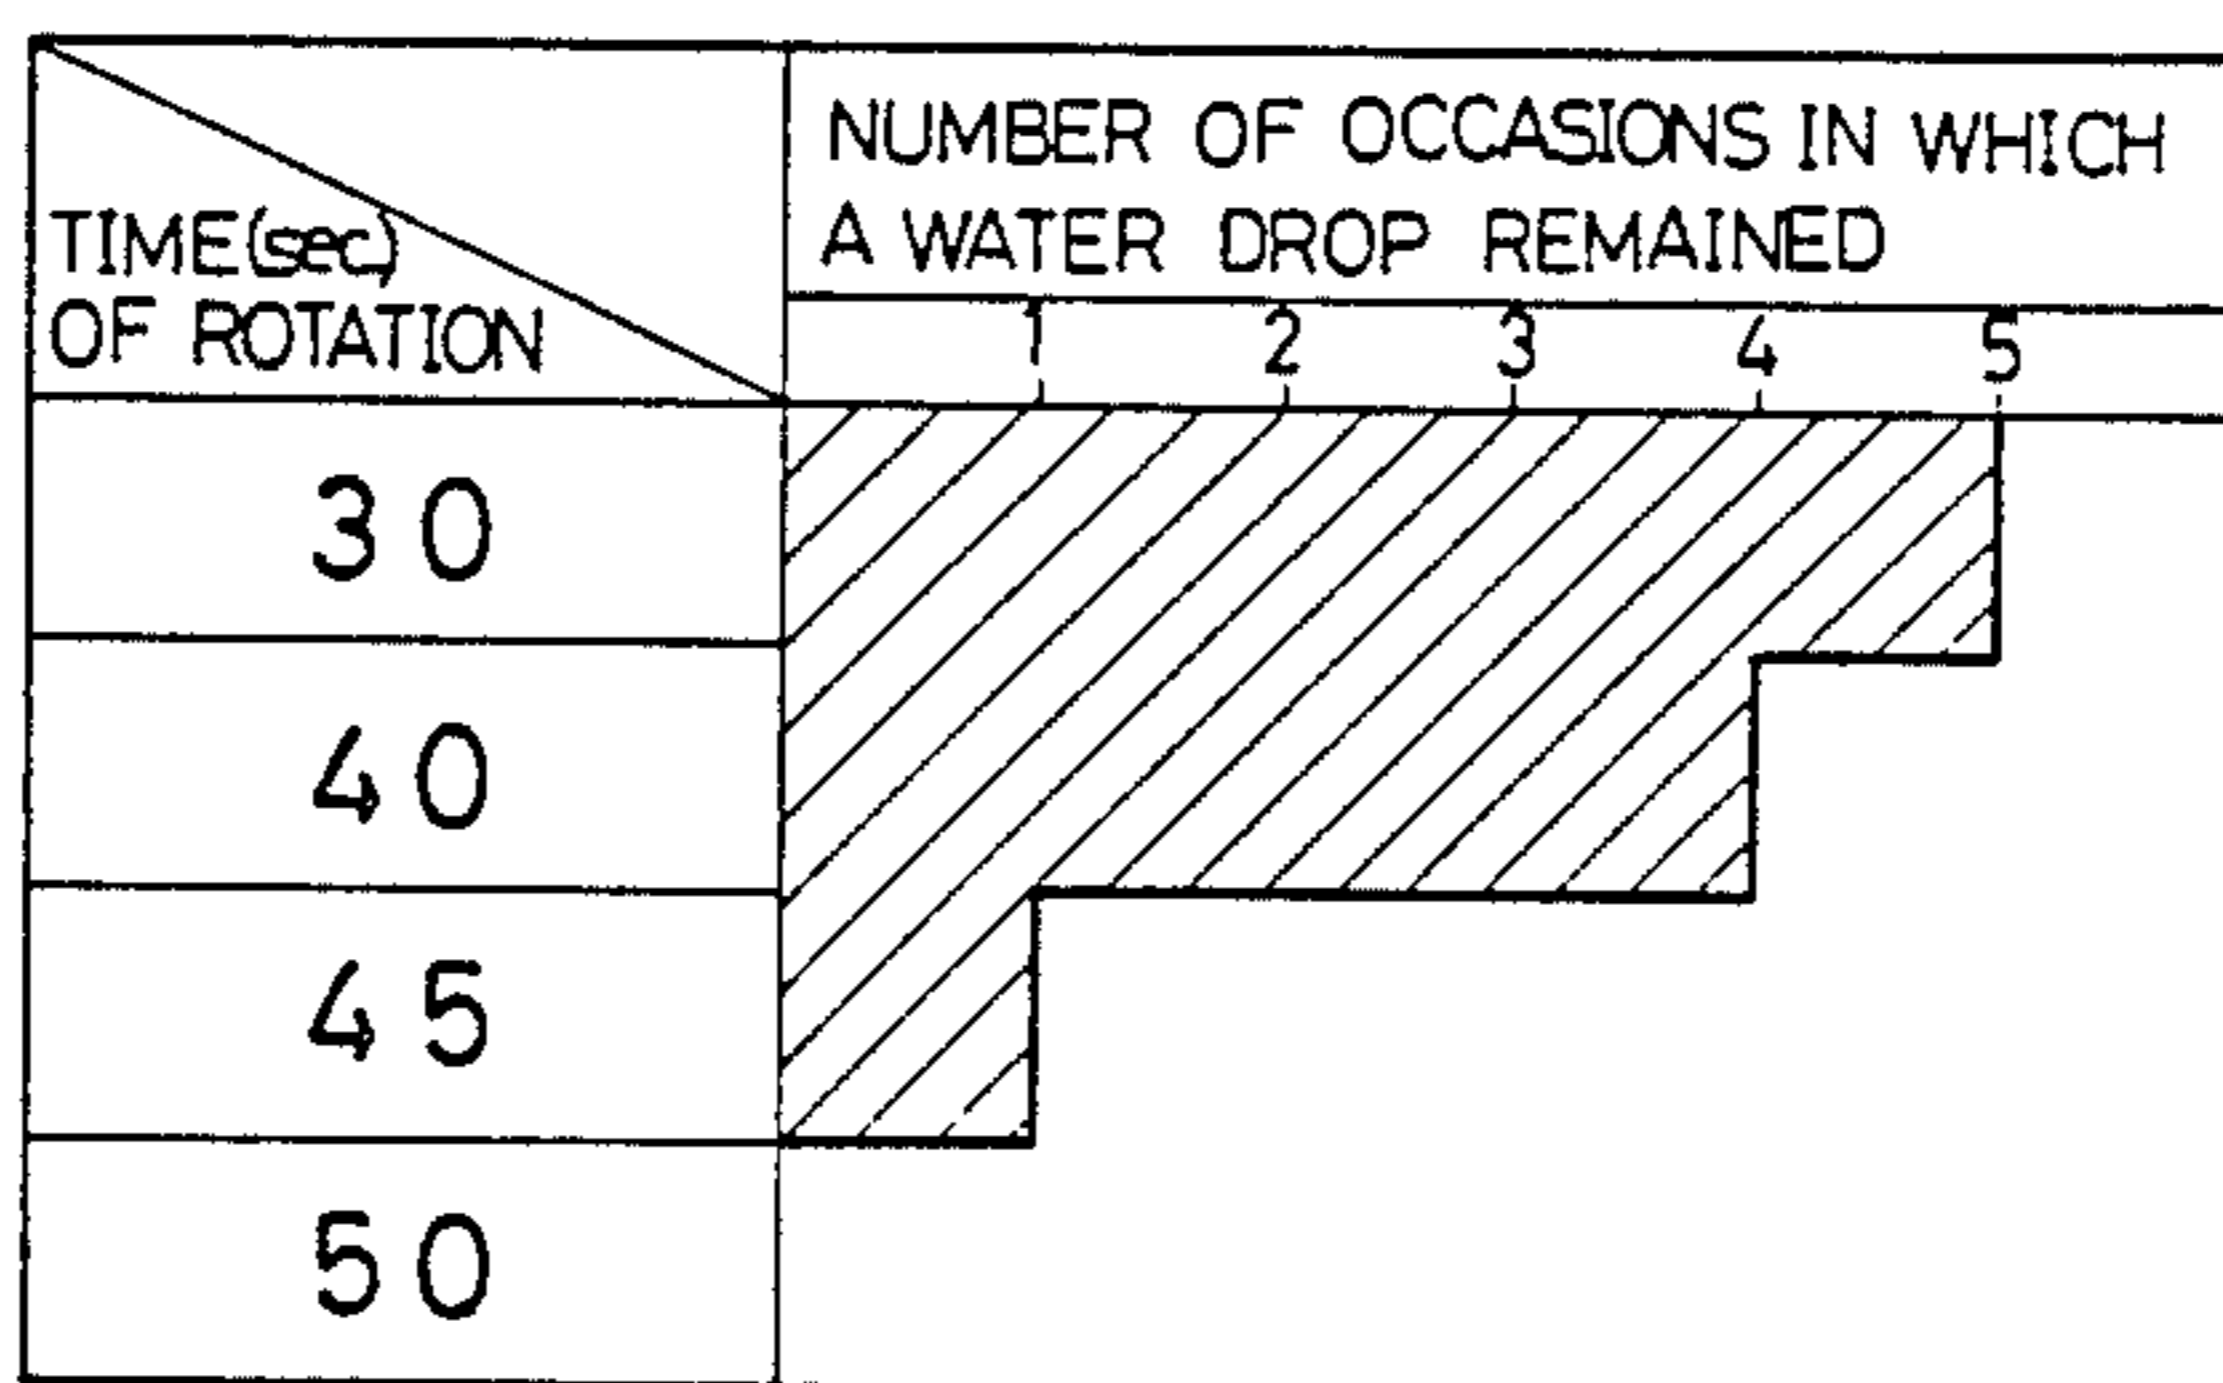 NUMBER OF OCCASIONS IN WHICH
A WATER DROP REMAINED
TIME(sec.)
OF ROTATION
1 2 3 4 5
30
40
45
50